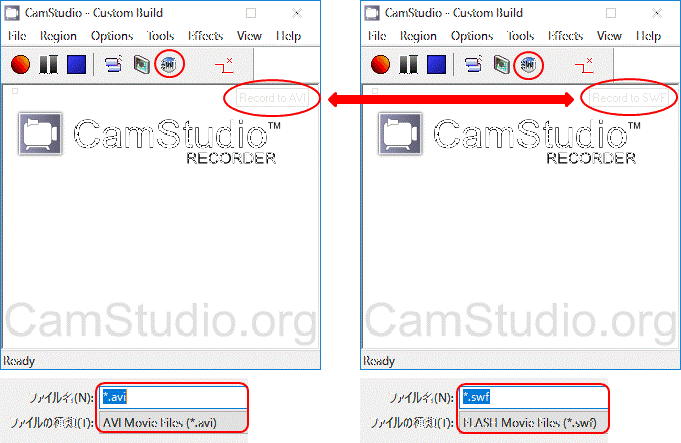 CamStudio - Custom Build
File Region Options Tools Effects View Help
Record to AVI
CamStudio™
RECORDER
CamStudio.org
Ready
ファイル名(N): *.avi
ファイルの種類(T): AVI Movie Files (*.avi)
CamStudio - Custom Build
File Region Options Tools Effects View Help
Record to SWF
CamStudio™
RECORDER
CamStudio.org
Ready
ファイル名(N): *.swf
ファイルの種類(T): FLASH Movie Files (*.swf)